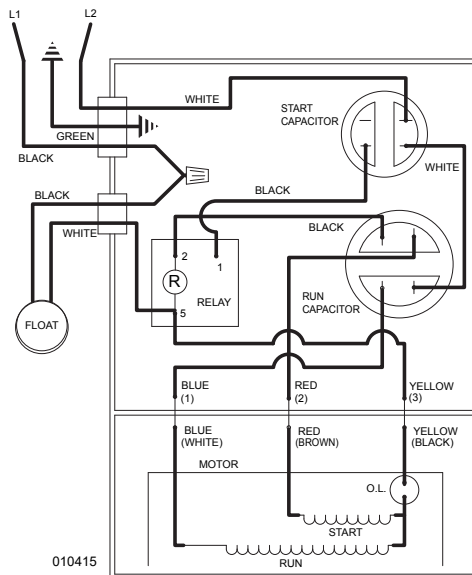 L1
L2
WHITE
START
CAPACITOR
GREEN
BLACK
WHITE
BLACK
BLACK
BLACK
WHITE
2
1
R
RELAY
5
RUN
CAPACITOR
FLOAT
BLUE
(1)
RED
(2)
YELLOW
(3)
BLUE
(WHITE)
RED
(BROWN)
YELLOW
(BLACK)
MOTOR
O.L.
START
RUN
010415